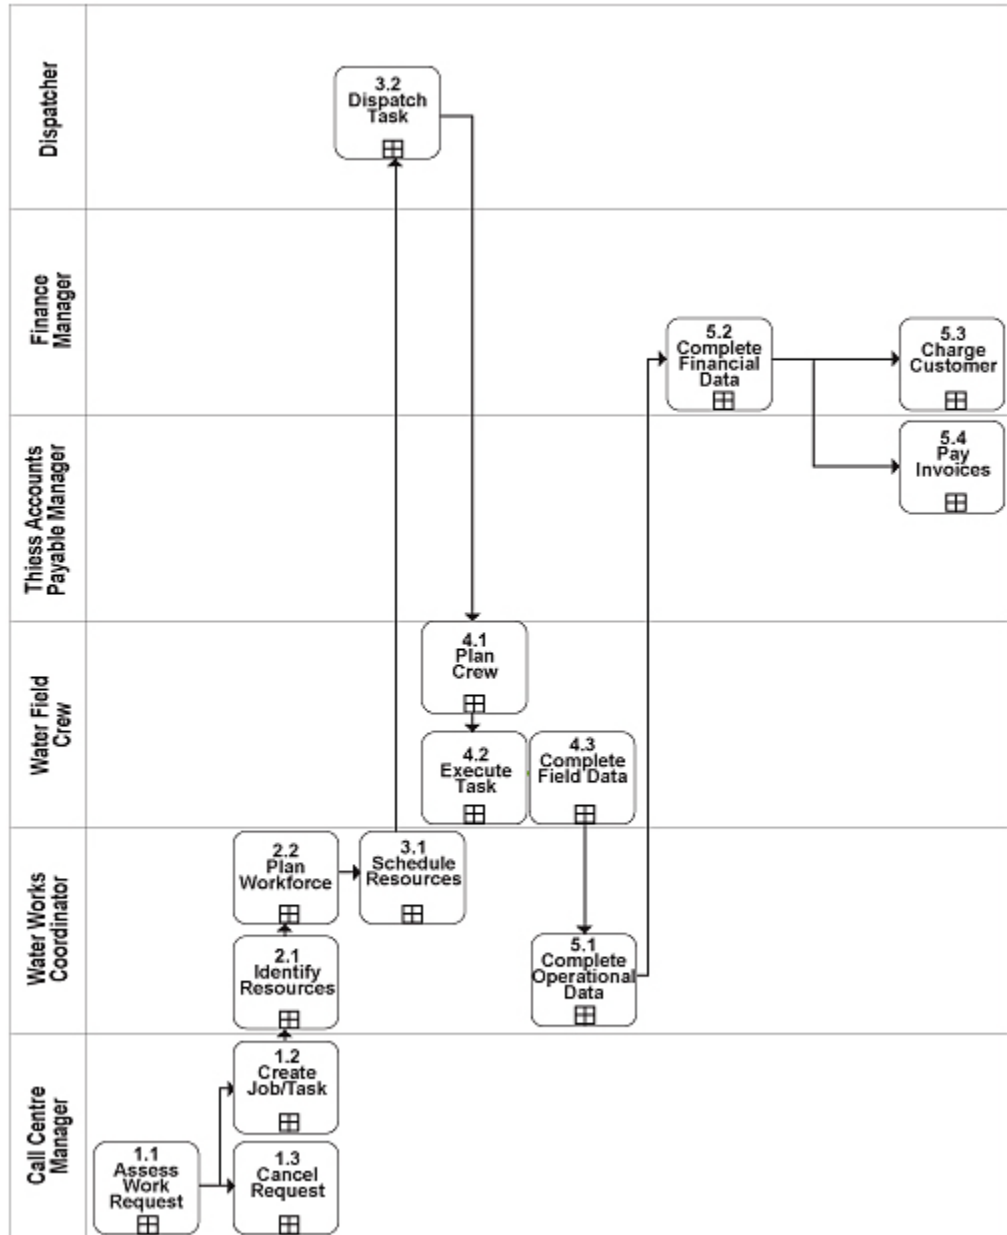 Dispatcher
3.2
Dispatch
Task
Finance
Manager
5.2
Complete
Financial
Data
5.3
Charge
Customer
Thiess Accounts
Payable Manager
5.4
Pay
Invoices
Water Field
Crew
4.1
Plan
Crew
4.2
Execute
Task
4.3
Complete
Field Data
Water Works
Coordinator
2.2
Plan
Workforce
3.1
Schedule
Resources
2.1
Identify
Resources
5.1
Complete
Operational
Data
Call Centre
Manager
1.2
Create
Job/Task
1.1
Assess
Work
Request
1.3
Cancel
Request